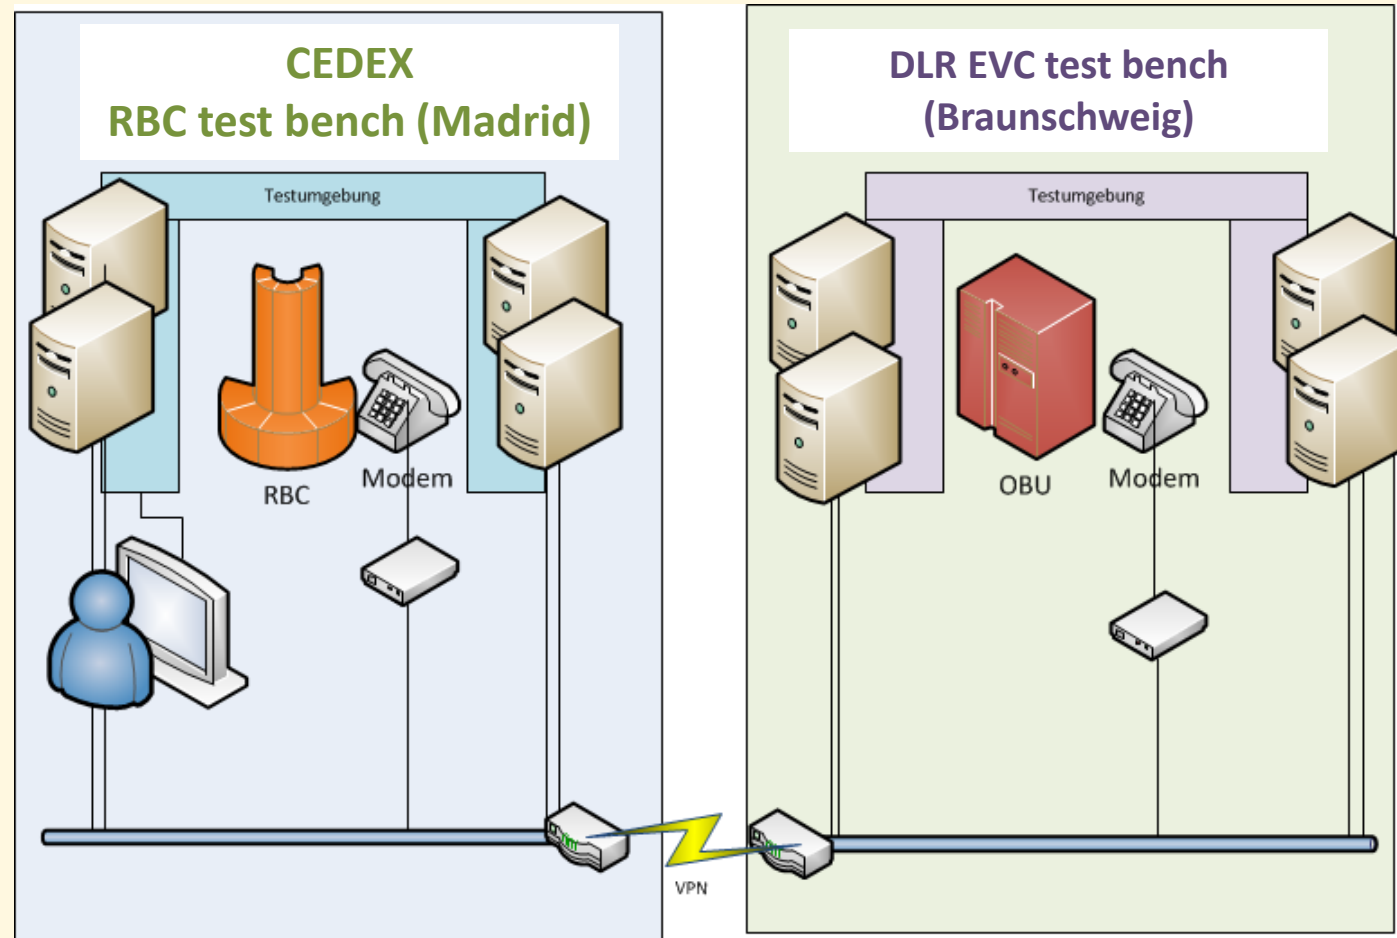 CEDEX
RBC test bench (Madrid)
Testumgebung
RBC
Modem
DLR EVC test bench
(Braunschweig)
Testumgebung
OBU
Modem
VPN